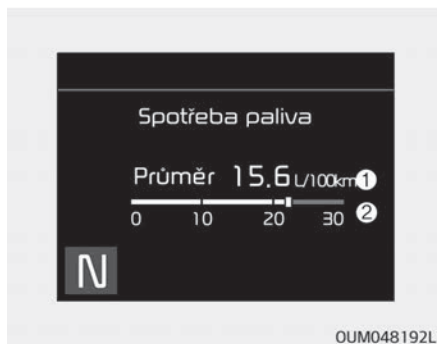 Spotřeba paliva
Průměr 15.6 L/100km ①
0 10 20 30 ②
N
OUM048192L